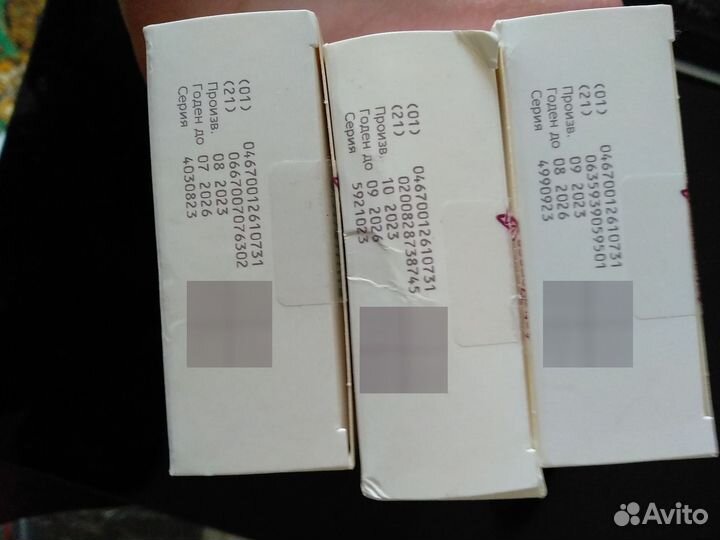 (01) 04670012610731
(21) 0667007076302
Произв. 08 2023
Годен до 07 2026
Серия 4030823
(01) 04670012610731
(21) 0200828738745
Произв. 10 2023
Годен до 09 2026
Серия 5921023
(01) 04670012610731
(21) 0635939059501
Произв. 09 2023
Годен до 08 2026
Серия 4990923
Avito